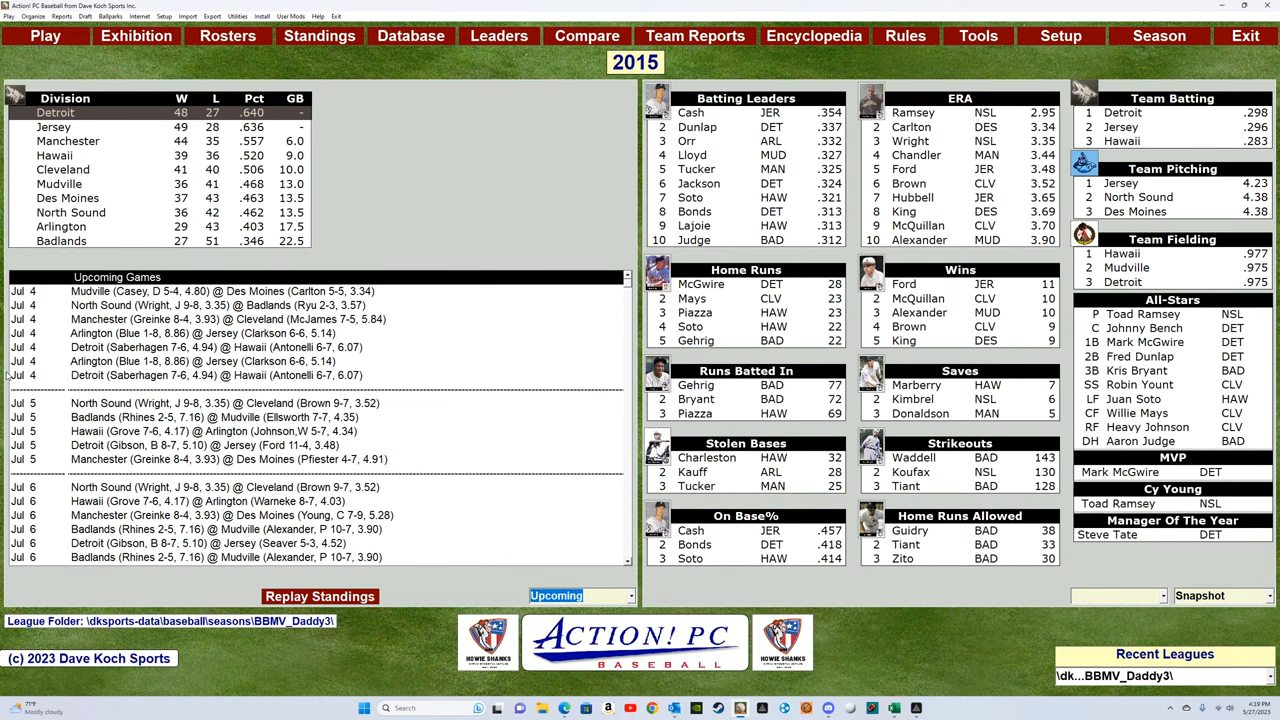 Action! PC Baseball from Dave Koch Sports Inc.
Play Organize Reports Draft Ballparks Internet Setup Import Export Utilities Install User Mods Help Exit
Play Exhibition Rosters Standings Database Leaders Compare Team Reports Encyclopedia Rules Tools Setup Season Exit
2015
Division W L Pct GB
Detroit 48 27 .640 -
Jersey 49 28 .636 -
Manchester 44 35 .557 6.0
Hawaii 39 36 .520 9.0
Cleveland 41 40 .506 10.0
Mudville 36 41 .468 13.0
Des Moines 37 43 .463 13.5
North Sound 36 42 .462 13.5
Arlington 29 43 .403 17.5
Badlands 27 51 .346 22.5
Upcoming Games
Jul 4 Mudville (Casey, D 5-4, 4.80) @ Des Moines (Carlton 5-5, 3.34)
Jul 4 North Sound (Wright, J 9-8, 3.35) @ Badlands (Ryu 2-3, 3.57)
Jul 4 Manchester (Greinke 8-4, 3.93) @ Cleveland (McJames 7-5, 5.84)
Jul 4 Arlington (Blue 1-8, 8.86) @ Jersey (Clarkson 6-6, 5.14)
Jul 4 Detroit (Saberhagen 7-6, 4.94) @ Hawaii (Antonelli 6-7, 6.07)
Jul 4 Arlington (Blue 1-8, 8.86) @ Jersey (Clarkson 6-6, 5.14)
Jul 4 Detroit (Saberhagen 7-6, 4.94) @ Hawaii (Antonelli 6-7, 6.07)
Jul 5 North Sound (Wright, J 9-8, 3.35) @ Cleveland (Brown 9-7, 3.52)
Jul 5 Badlands (Rhines 2-5, 7.16) @ Mudville (Ellsworth 7-7, 4.35)
Jul 5 Hawaii (Grove 7-6, 4.17) @ Arlington (Johnson,W 5-7, 4.34)
Jul 5 Detroit (Gibson, B 8-7, 5.10) @ Jersey (Ford 11-4, 3.48)
Jul 5 Manchester (Greinke 8-4, 3.93) @ Des Moines (Pfiester 4-7, 4.91)
Jul 6 North Sound (Wright, J 9-8, 3.35) @ Cleveland (Brown 9-7, 3.52)
Jul 6 Hawaii (Grove 7-6, 4.17) @ Arlington (Warneke 8-7, 4.03)
Jul 6 Manchester (Greinke 8-4, 3.93) @ Des Moines (Young, C 7-9, 5.28)
Jul 6 Badlands (Rhines 2-5, 7.16) @ Mudville (Alexander, P 10-7, 3.90)
Jul 6 Detroit (Gibson, B 8-7, 5.10) @ Jersey (Seaver 5-3, 4.52)
Jul 6 Badlands (Rhines 2-5, 7.16) @ Mudville (Alexander, P 10-7, 3.90)
Replay Standings
Upcoming
Batting Leaders
Cash JER .354
2 Dunlap DET .337
3 Orr ARL .332
4 Lloyd MUD .327
5 Tucker MAN .325
6 Jackson DET .324
7 Soto HAW .321
8 Bonds DET .313
9 Lajoie HAW .313
10 Judge BAD .312
Home Runs
McGwire DET 28
2 Mays CLV 23
3 Piazza HAW 23
4 Soto HAW 22
5 Gehrig BAD 22
Runs Batted In
Gehrig BAD 77
2 Bryant BAD 72
3 Piazza HAW 69
Stolen Bases
Charleston HAW 32
2 Kauff ARL 28
3 Tucker MAN 25
On Base%
Cash JER .457
2 Bonds DET .418
3 Soto HAW .414
ERA
Ramsey NSL 2.95
2 Carlton DES 3.34
3 Wright NSL 3.35
4 Chandler MAN 3.44
5 Ford JER 3.48
6 Brown CLV 3.52
7 Hubbell JER 3.65
8 King DES 3.69
9 McQuillan CLV 3.70
10 Alexander MUD 3.90
Wins
Ford JER 11
2 McQuillan CLV 10
3 Alexander MUD 10
4 Brown CLV 9
5 King DES 9
Saves
Marberry HAW 7
2 Kimbrel NSL 6
3 Donaldson MAN 5
Strikeouts
Waddell BAD 143
2 Koufax NSL 130
3 Tiant BAD 128
Home Runs Allowed
Guidry BAD 38
2 Tiant BAD 33
3 Zito BAD 30
Team Batting
1 Detroit .298
2 Jersey .296
3 Hawaii .283
Team Pitching
1 Jersey 4.23
2 North Sound 4.38
3 Des Moines 4.38
Team Fielding
1 Hawaii .977
2 Mudville .975
3 Detroit .975
All-Stars
P Toad Ramsey NSL
C Johnny Bench DET
1B Mark McGwire DET
2B Fred Dunlap DET
3B Kris Bryant BAD
SS Robin Yount CLV
LF Juan Soto HAW
CF Willie Mays CLV
RF Heavy Johnson CLV
DH Aaron Judge BAD
MVP
Mark McGwire DET
Cy Young
Toad Ramsey NSL
Manager Of The Year
Steve Tate DET
Snapshot
League Folder: \dksports-data\baseball\seasons\BBMV_Daddy3\
(c) 2023 Dave Koch Sports
HOWIE SHANKS
ACTION! PC
BASEBALL
HOWIE SHANKS
Recent Leagues
\dk...BBMV_Daddy3\
71°F
Mostly cloudy
Search
4:19 PM
5/27/2023